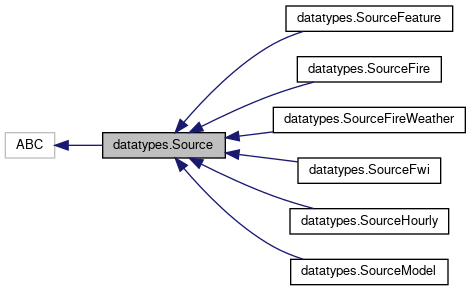 datatypes.SourceFeature
datatypes.SourceFire
datatypes.SourceFireWeather
ABC
datatypes.Source
datatypes.SourceFwi
datatypes.SourceHourly
datatypes.SourceModel